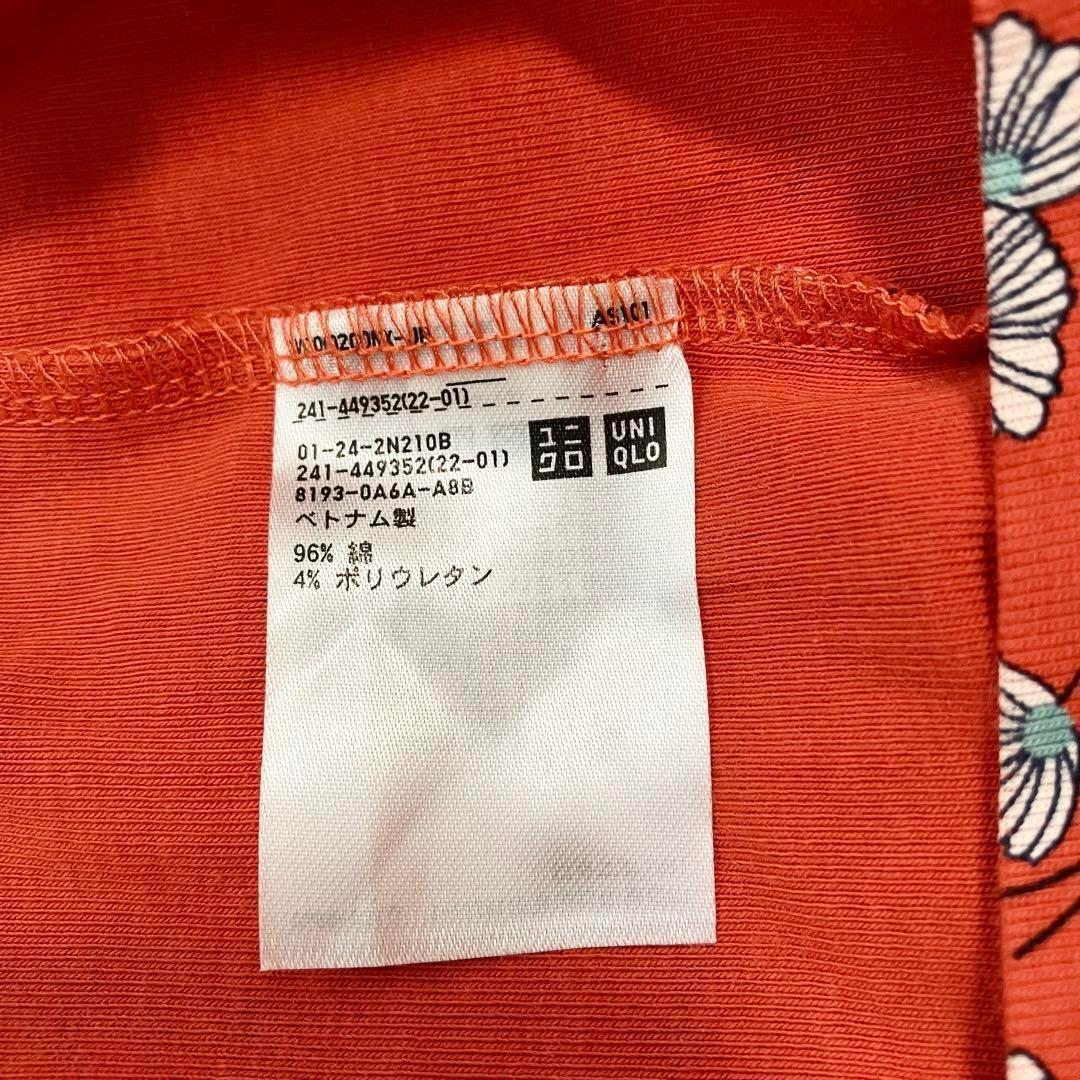 AS101
241-449352(22-01)
01-24-2N210B
241-449352(22-01)
8193-0A6A-A8B
ベトナム製
96% 綿
4% ポリウレタン
ユニ
クロ
UNI
QLO